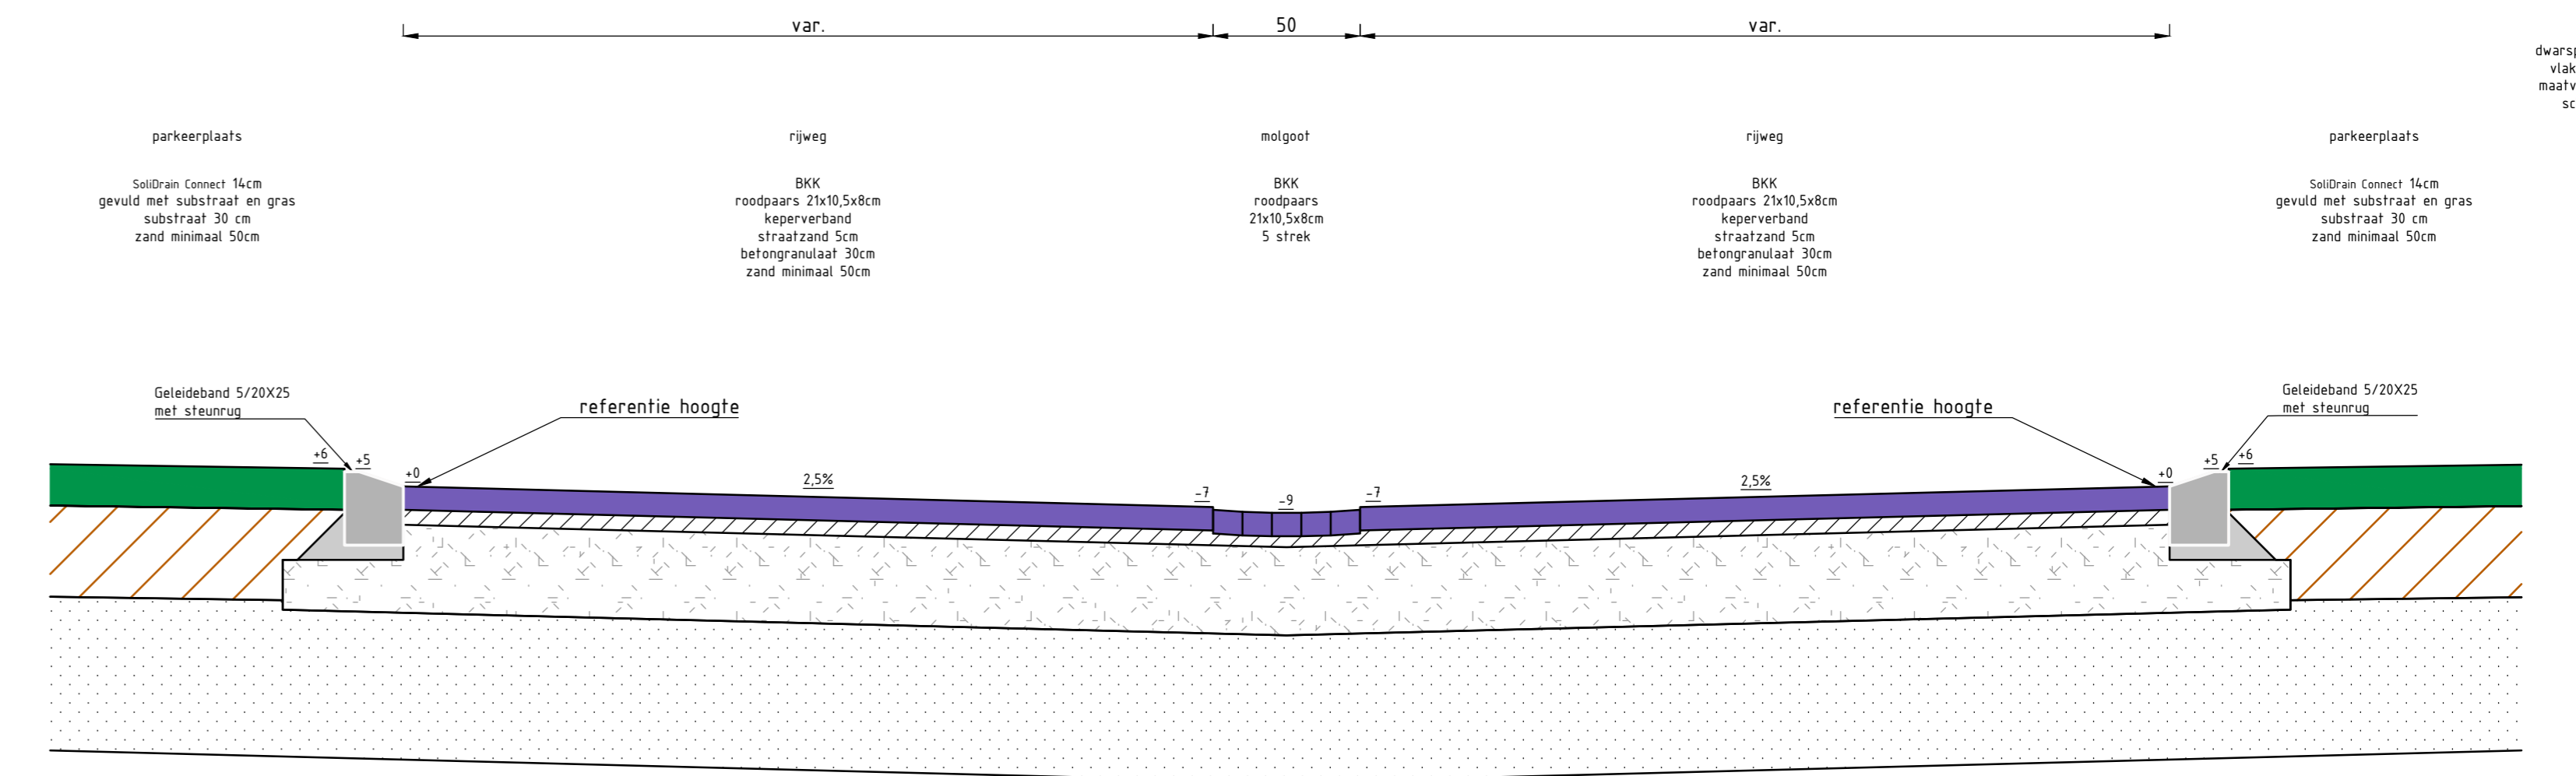 var.
50
var.
parkeerplaats
SoliDrain Connect 14cm
gevuld met substraat en gras
substraat 30 cm
zand minimaal 50cm
rijweg
BKK
roodpaars 21x10,5x8cm
keperverband
straatzand 5cm
betongranulaat 30cm
zand minimaal 50cm
molgoot
BKK
roodpaars
21x10,5x8cm
5 strek
rijweg
BKK
roodpaars 21x10,5x8cm
keperverband
straatzand 5cm
betongranulaat 30cm
zand minimaal 50cm
parkeerplaats
SoliDrain Connect 14cm
gevuld met substraat en gras
substraat 30 cm
zand minimaal 50cm
Geleideband 5/20X25
met steunrug
referentie hoogte
referentie hoogte
Geleideband 5/20X25
met steunrug
+6
+5
+0
2,5%
-7
-9
-7
2,5%
+0
+5
+6